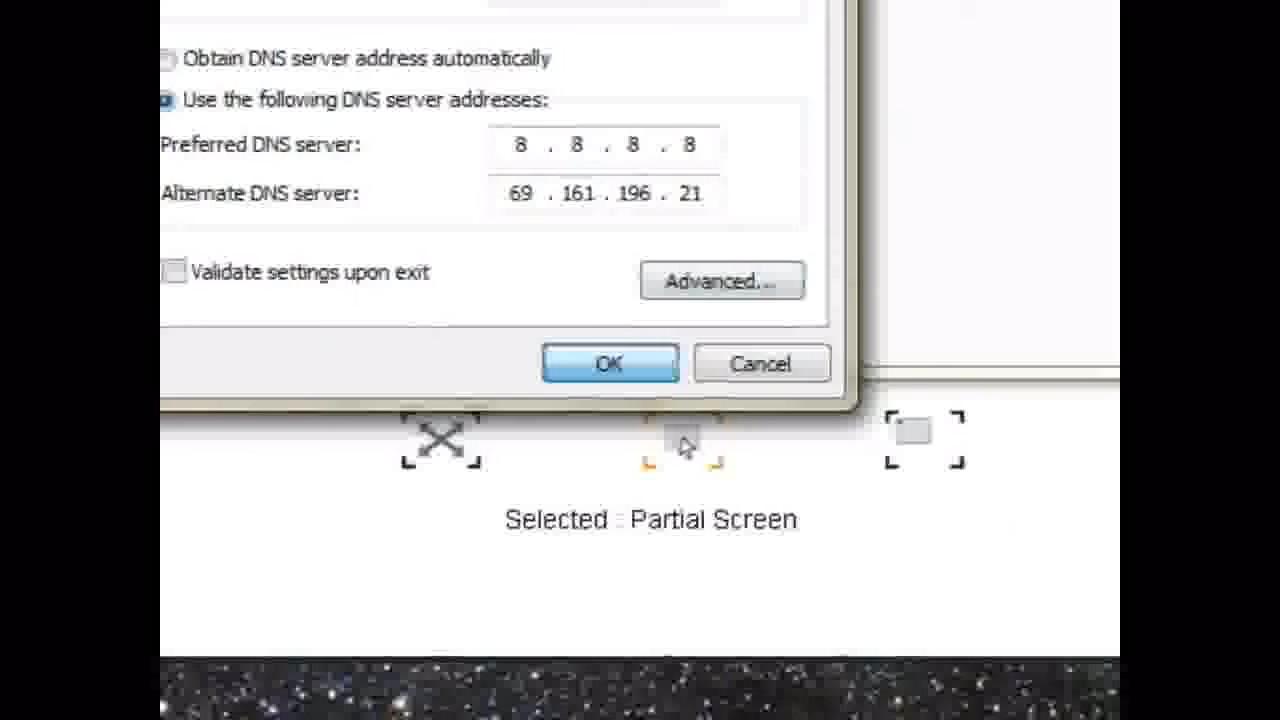 Obtain DNS server address automatically
Use the following DNS server addresses:
Preferred DNS server: 8 . 8 . 8 . 8
Alternate DNS server: 69 . 161 . 196 . 21
Validate settings upon exit
Advanced...
OK Cancel
Selected : Partial Screen